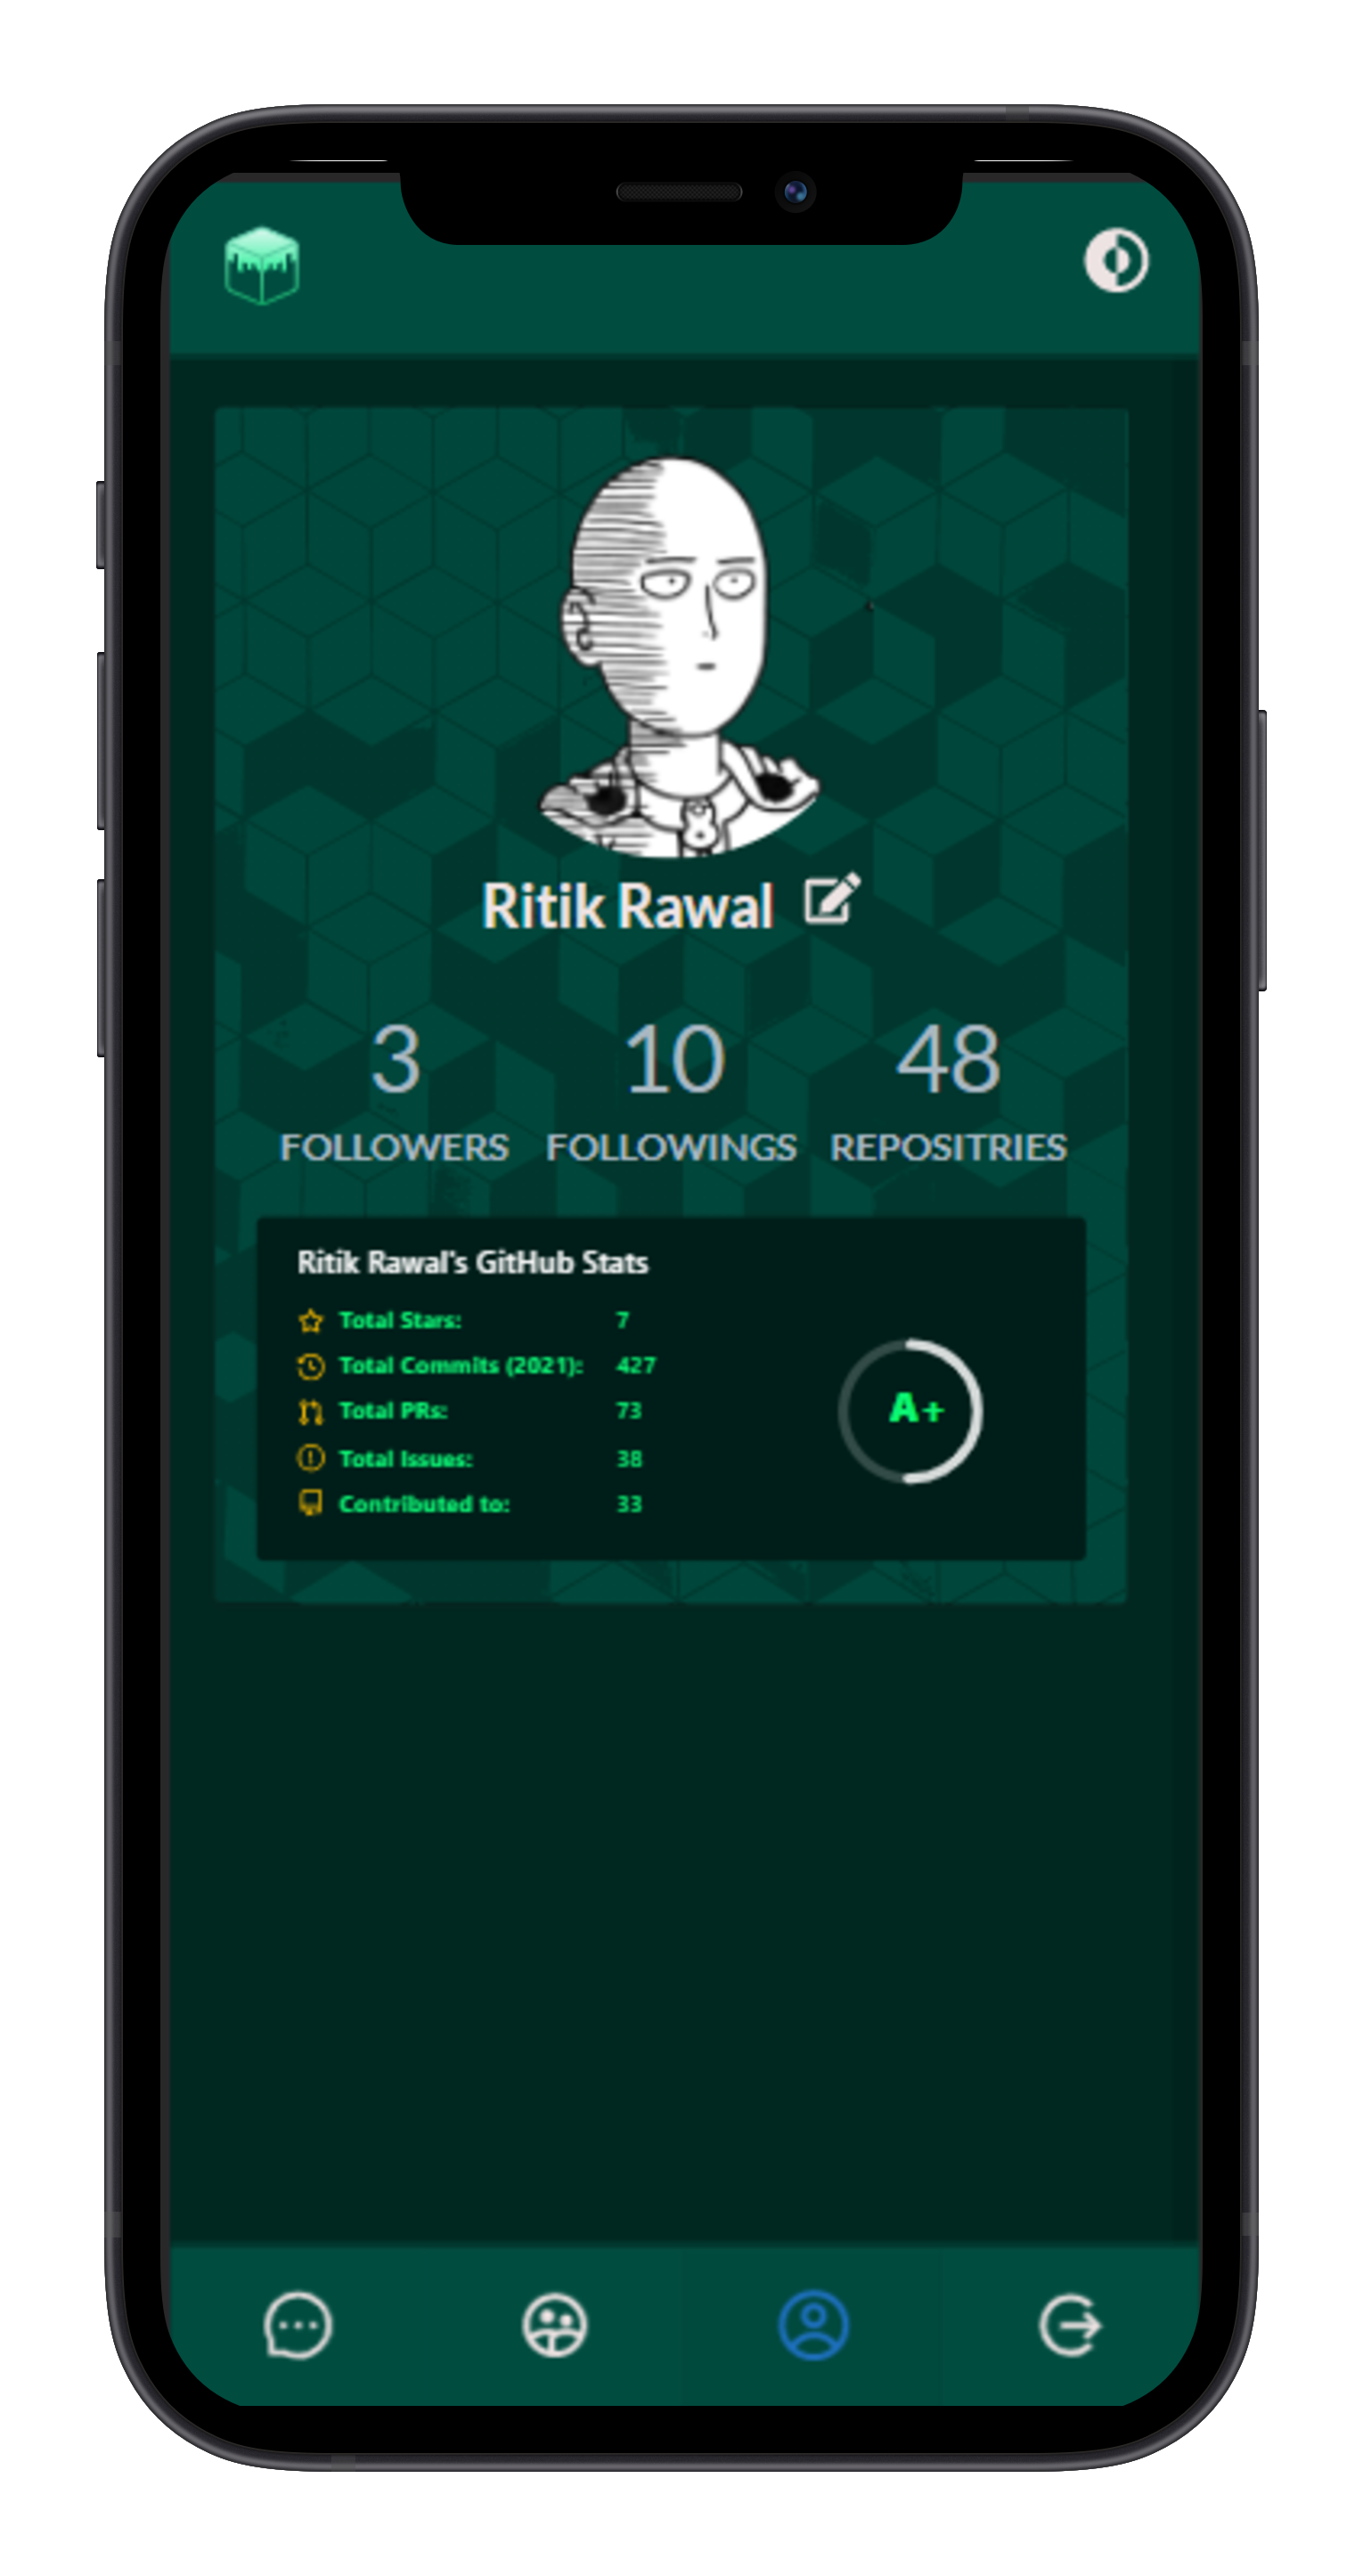 Ritik Rawal
3 10 48
FOLLOWERS FOLLOWINGS REPOSITRIES
Ritik Rawal's GitHub Stats
Total Stars: 7
Total Commits (2021): 427
Total PRs: 73
Total Issues: 38
Contributed to: 33
A+